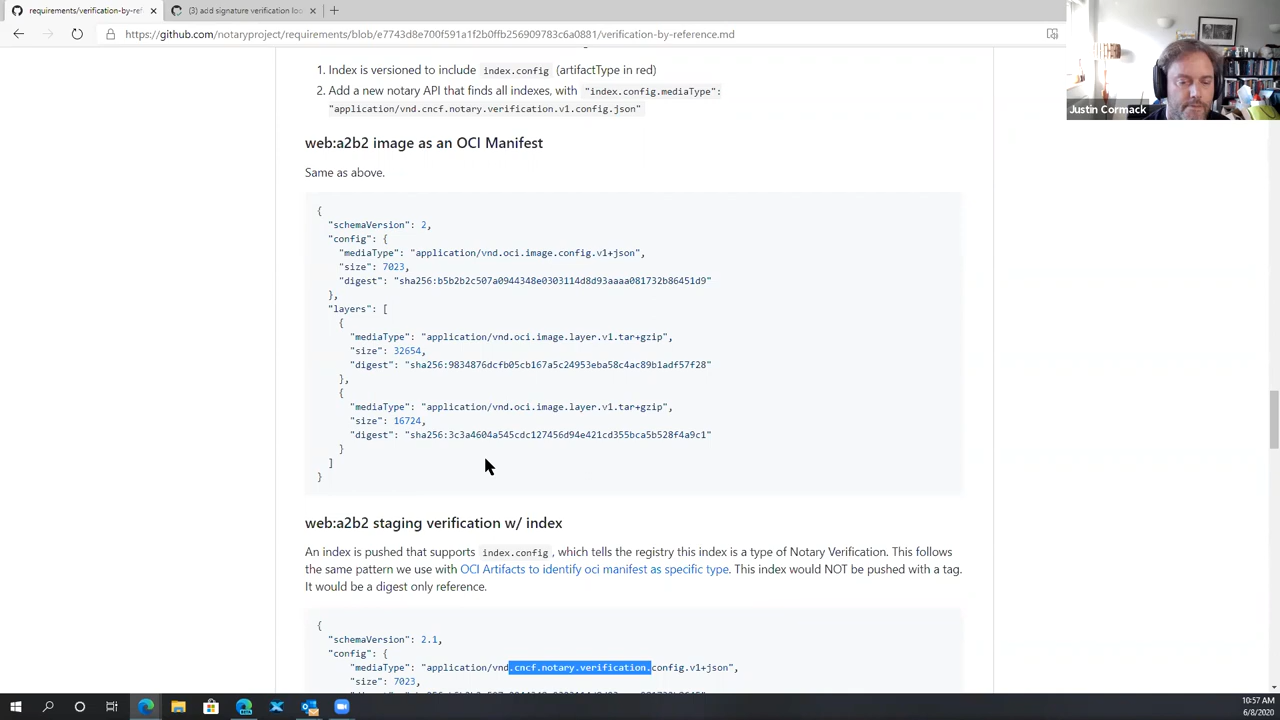 requirements/verification-by-ref
(3) add signature verification loo
https://github.com/notaryproject/requirements/blob/e7743d8e700f591a1f2b0ffb256909783c6a0881/verification-by-reference.md
1. Index is versioned to include index.config (artifactType in red)
2. Add a new notary API that finds all indexes, with "index.config.mediaType":
"application/vnd.cncf.notary.verification.v1.config.json"
Justin Cormack
web:a2b2 image as an OCI Manifest
Same as above.
{
"schemaVersion": 2,
"config": {
"mediaType": "application/vnd.oci.image.config.v1+json",
"size": 7023,
"digest": "sha256:b5b2b2c507a0944348e0303114d8d93aaaa081732b86451d9"
},
"layers": [
{
"mediaType": "application/vnd.oci.image.layer.v1.tar+gzip",
"size": 32654,
"digest": "sha256:9834876dcfb05cb167a5c24953eba58c4ac89b1adf57f28"
},
{
"mediaType": "application/vnd.oci.image.layer.v1.tar+gzip",
"size": 16724,
"digest": "sha256:3c3a4604a545cdc127456d94e421cd355bca5b528f4a9c1"
}
]
}
web:a2b2 staging verification w/ index
An index is pushed that supports index.config, which tells the registry this index is a type of Notary Verification. This follows
the same pattern we use with OCI Artifacts to identify oci manifest as specific type. This index would NOT be pushed with a tag.
It would be a digest only reference.
{
"schemaVersion": 2.1,
"config": {
"mediaType": "application/vnd.cncf.notary.verification.config.v1+json",
"size": 7023,
10:57 AM
6/8/2020